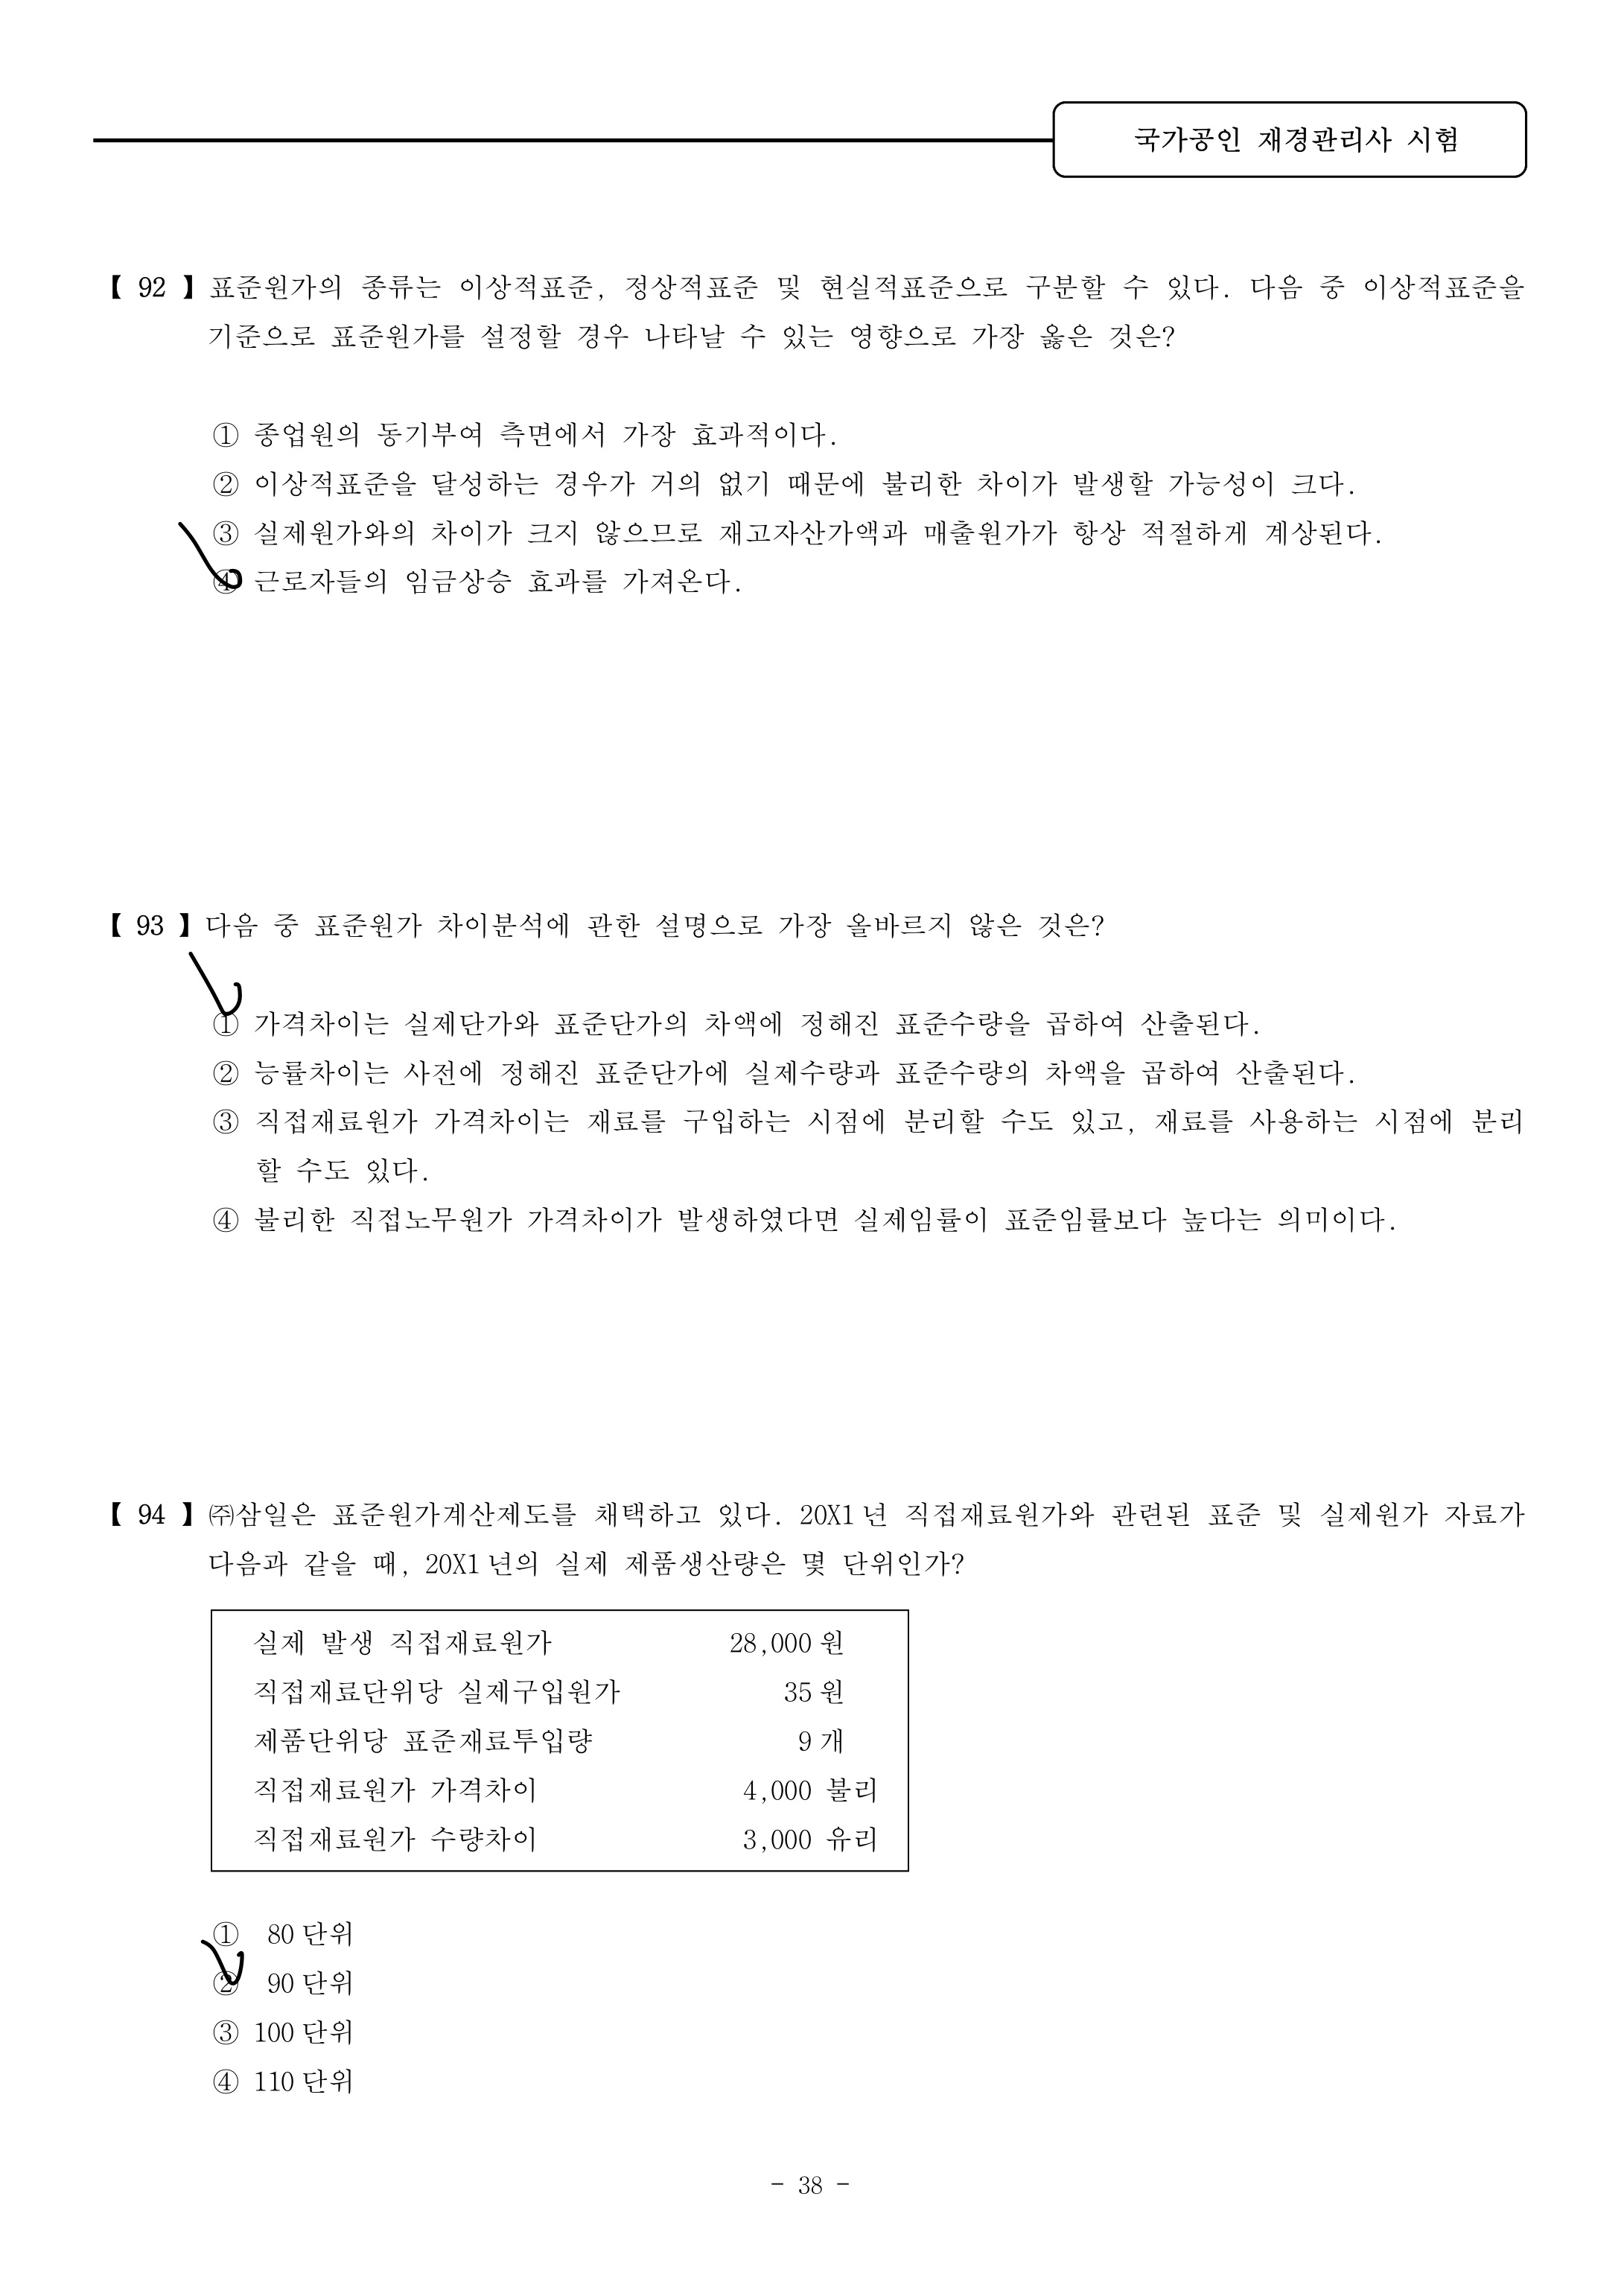 국가공인 재경관리사 시험
【 92 】 표준원가의 종류는 이상적표준, 정상적표준 및 현실적표준으로 구분할 수 있다. 다음 중 이상적표준을
기준으로 표준원가를 설정할 경우 나타날 수 있는 영향으로 가장 옳은 것은?
① 종업원의 동기부여 측면에서 가장 효과적이다.
② 이상적표준을 달성하는 경우가 거의 없기 때문에 불리한 차이가 발생할 가능성이 크다.
③ 실제원가와의 차이가 크지 않으므로 재고자산가액과 매출원가가 항상 적절하게 계상된다.
④ 근로자들의 임금상승 효과를 가져온다.
【 93 】 다음 중 표준원가 차이분석에 관한 설명으로 가장 올바르지 않은 것은?
① 가격차이는 실제단가와 표준단가의 차액에 정해진 표준수량을 곱하여 산출된다.
② 능률차이는 사전에 정해진 표준단가에 실제수량과 표준수량의 차액을 곱하여 산출된다.
③ 직접재료원가 가격차이는 재료를 구입하는 시점에 분리할 수도 있고, 재료를 사용하는 시점에 분리
할 수도 있다.
④ 불리한 직접노무원가 가격차이가 발생하였다면 실제임률이 표준임률보다 높다는 의미이다.
【 94 】 ㈜삼일은 표준원가계산제도를 채택하고 있다. 20X1년 직접재료원가와 관련된 표준 및 실제원가 자료가
다음과 같을 때, 20X1년의 실제 제품생산량은 몇 단위인가?
실제 발생 직접재료원가 28,000원
직접재료단위당 실제구입원가 35원
제품단위당 표준재료투입량 9개
직접재료원가 가격차이 4,000 불리
직접재료원가 수량차이 3,000 유리
① 80단위
② 90단위
③ 100단위
④ 110단위
- 38 -